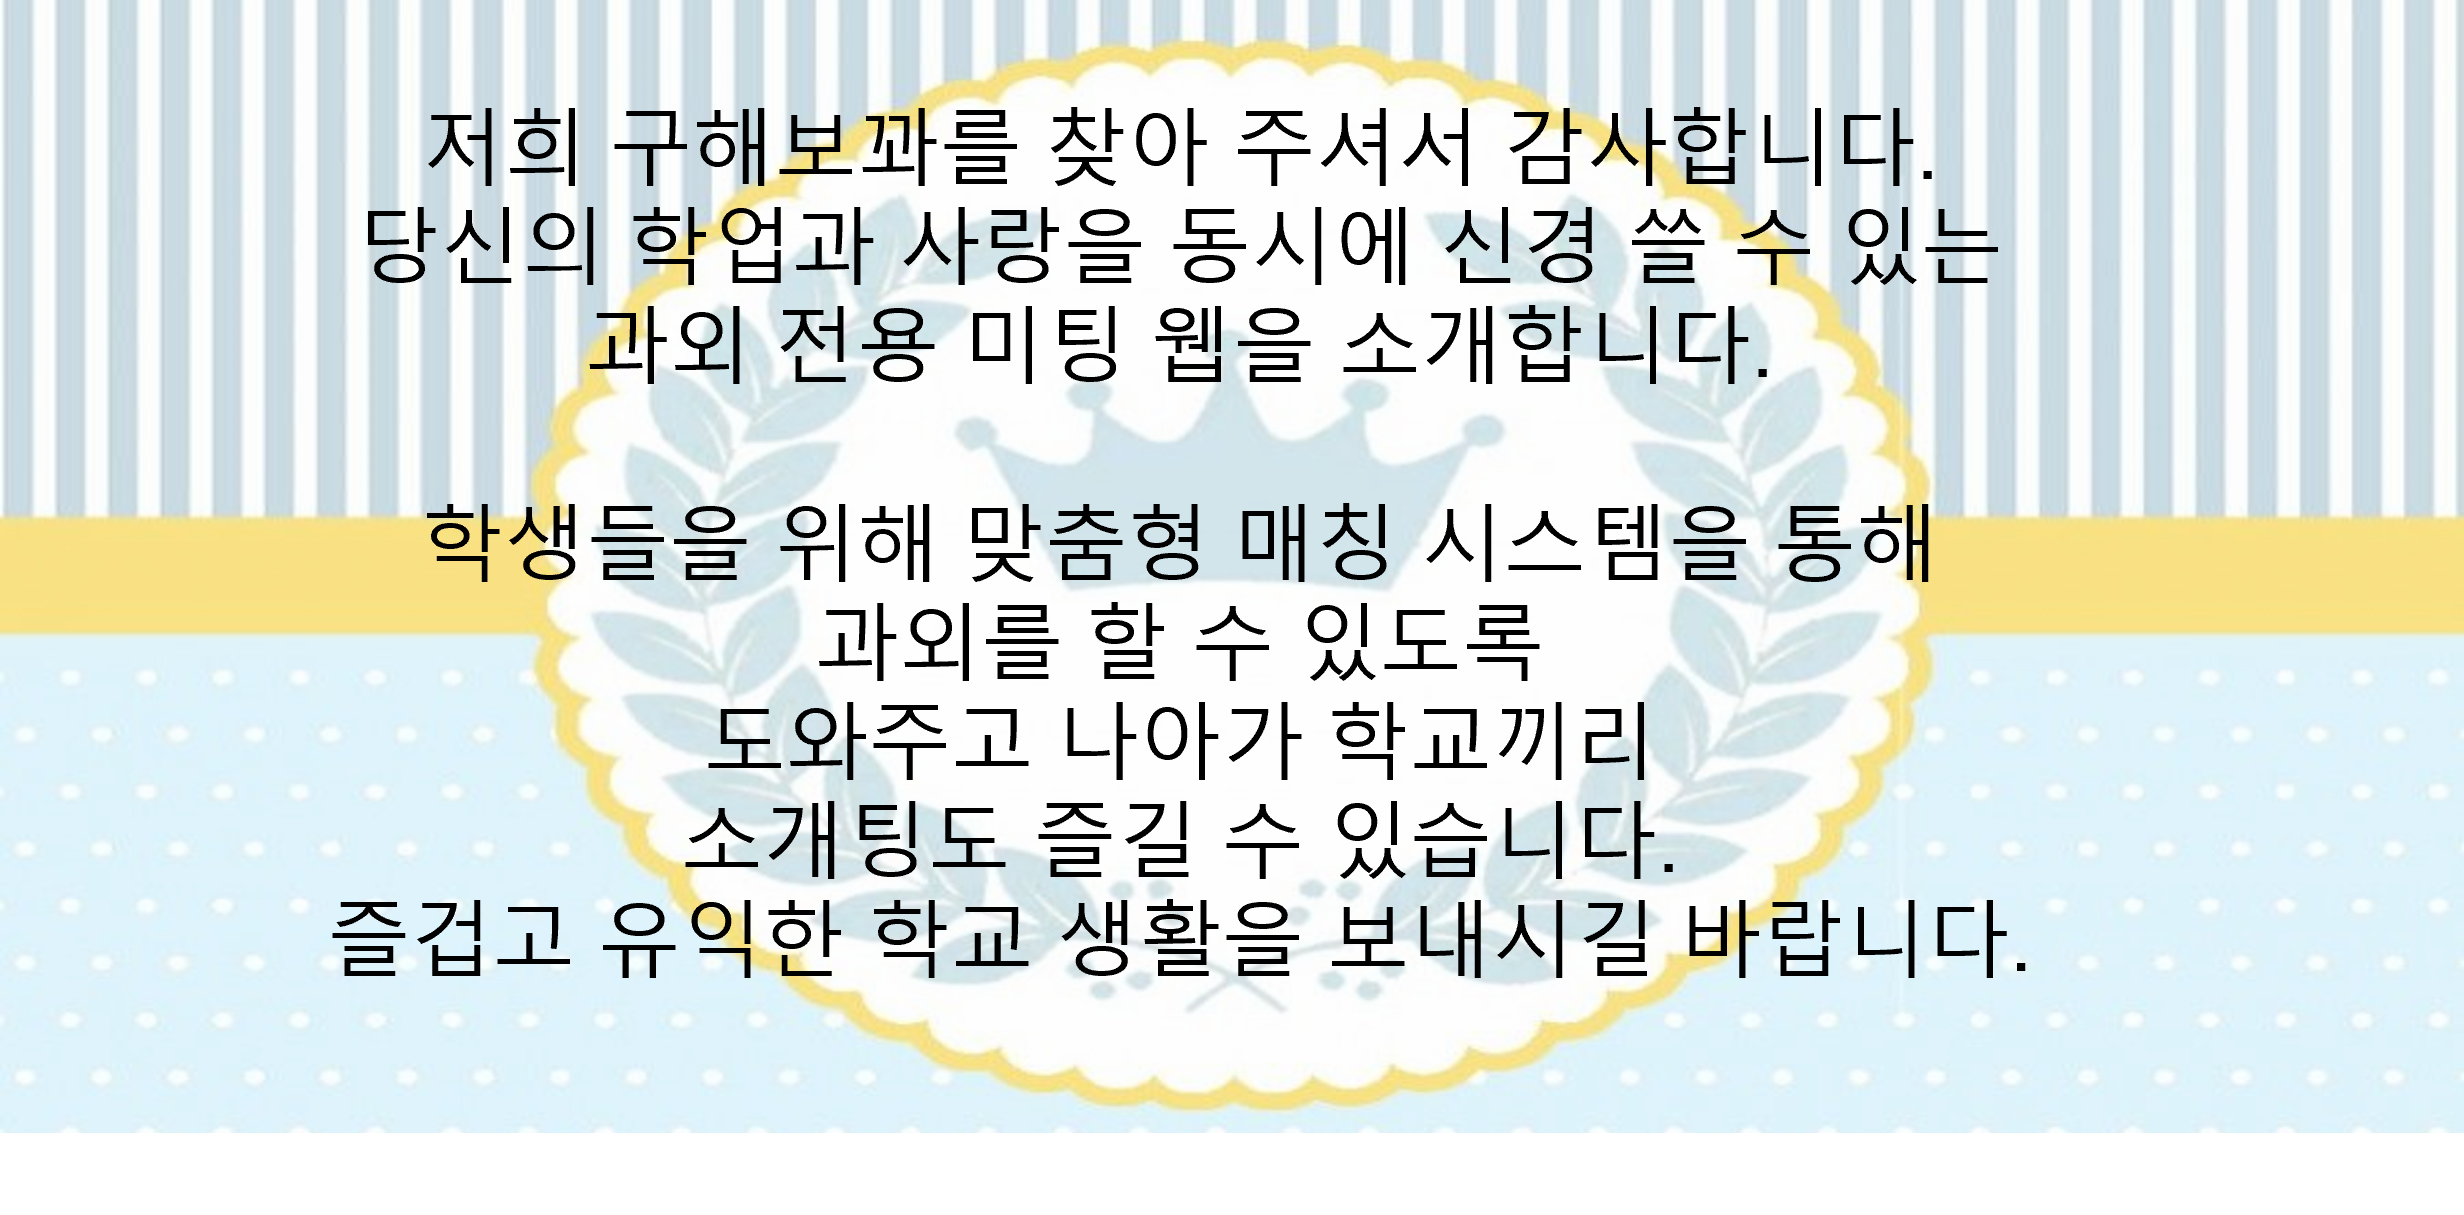 저희 구해보꽈를 찾아 주셔서 감사합니다.
당신의 학업과 사랑을 동시에 신경 쓸 수 있는
과외 전용 미팅 웹을 소개합니다.
학생들을 위해 맞춤형 매칭 시스템을 통해
과외를 할 수 있도록
도와주고 나아가 학교끼리
소개팅도 즐길 수 있습니다.
즐겁고 유익한 학교 생활을 보내시길 바랍니다.